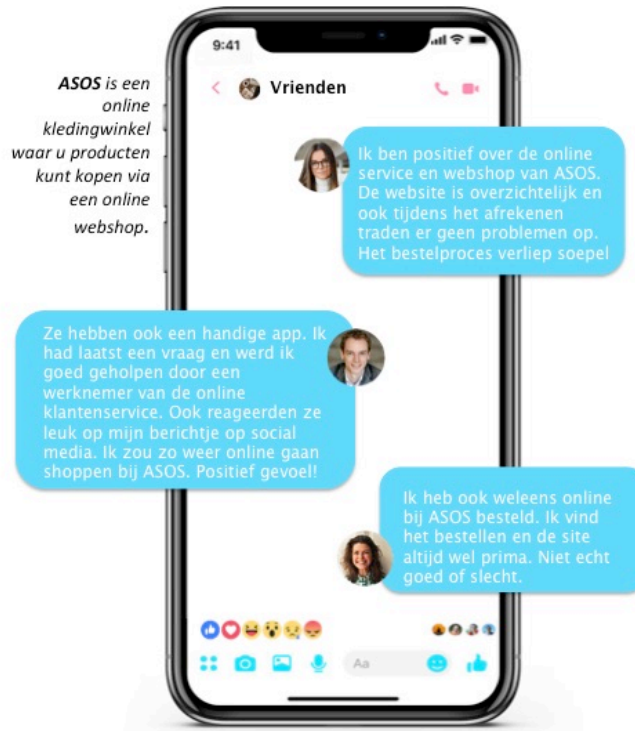 9:41
Vrienden
ASOS is een
online
kledingwinkel
waar u producten
kunt kopen via
een online
webshop.
Ik ben positief over de online
service en webshop van ASOS.
De website is overzichtelijk en
ook tijdens het afrekenen
traden er geen problemen op.
Het bestelproces verliep soepel
Ze hebben ook een handige app. Ik
had laatst een vraag en werd ik
goed geholpen door een
werknemer van de online
klantenservice. Ook reageerden ze
leuk op mijn berichtje op social
media. Ik zou zo weer online gaan
shoppen bij ASOS. Positief gevoel!
Ik heb ook weleens online
bij ASOS besteld. Ik vind
het bestellen en de site
altijd wel prima. Niet echt
goed of slecht.
Aa